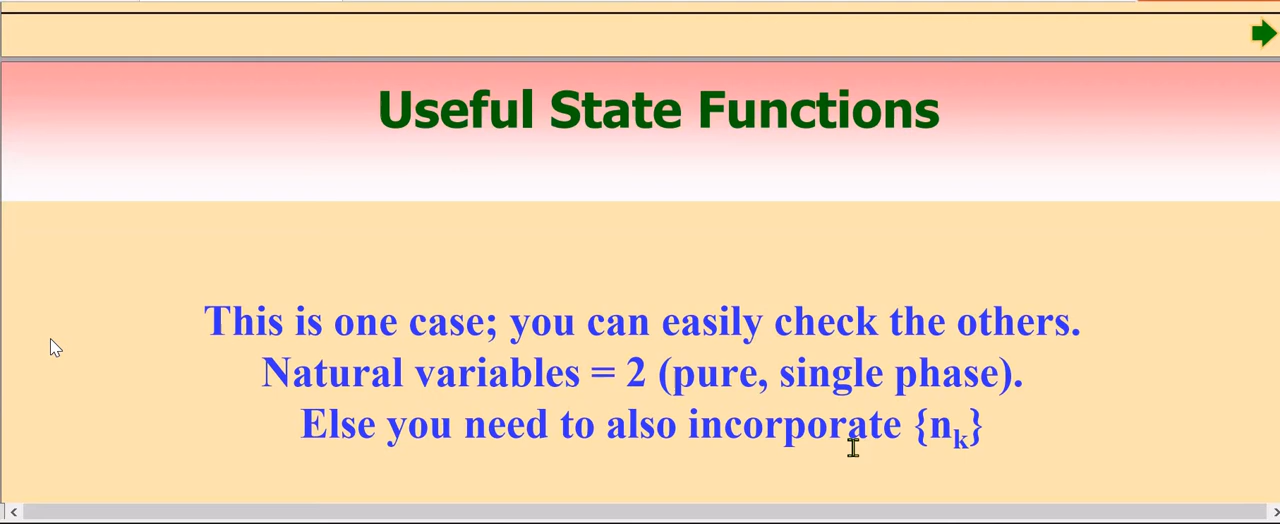 Useful State Functions
This is one case; you can easily check the others.
Natural variables = 2 (pure, single phase).
Else you need to also incorporate {nk}